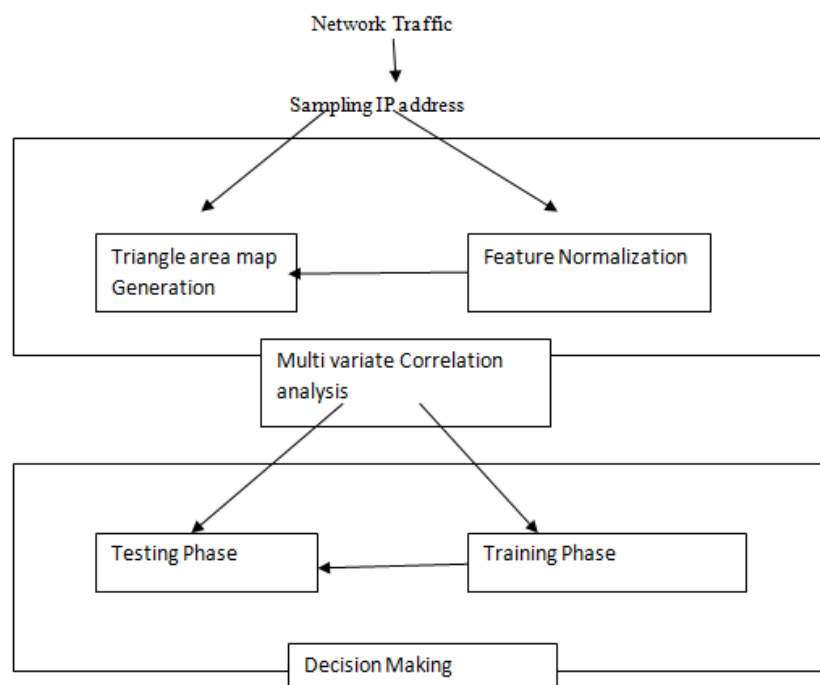 Network Traffic
Sampling IP address
Triangle area map
Generation
Feature Normalization
Multi variate Correlation
analysis
Testing Phase
Training Phase
Decision Making